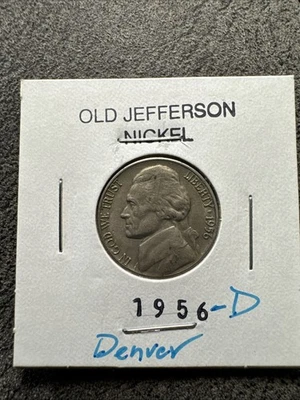 OLD JEFFERSON
NICKEL
IN GOD WE TRUST LIBERTY 1956
1956-D
Denver